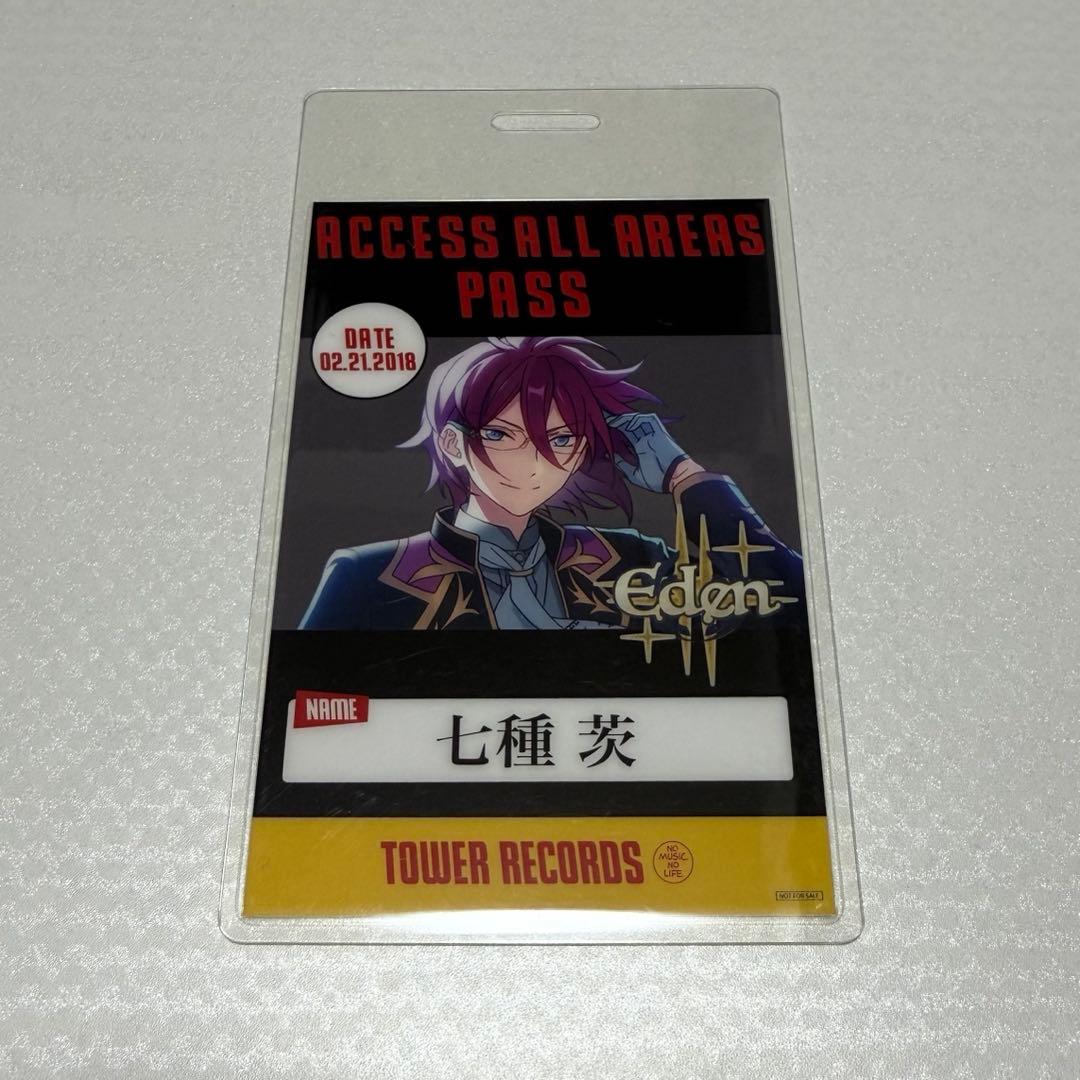 ACCESS ALL AREAS
PASS
DATE
02.21.2018
Eden
NAME
七種 茨
TOWER RECORDS
NO
MUSIC.
NO
LIFE.
NOT FOR SALE